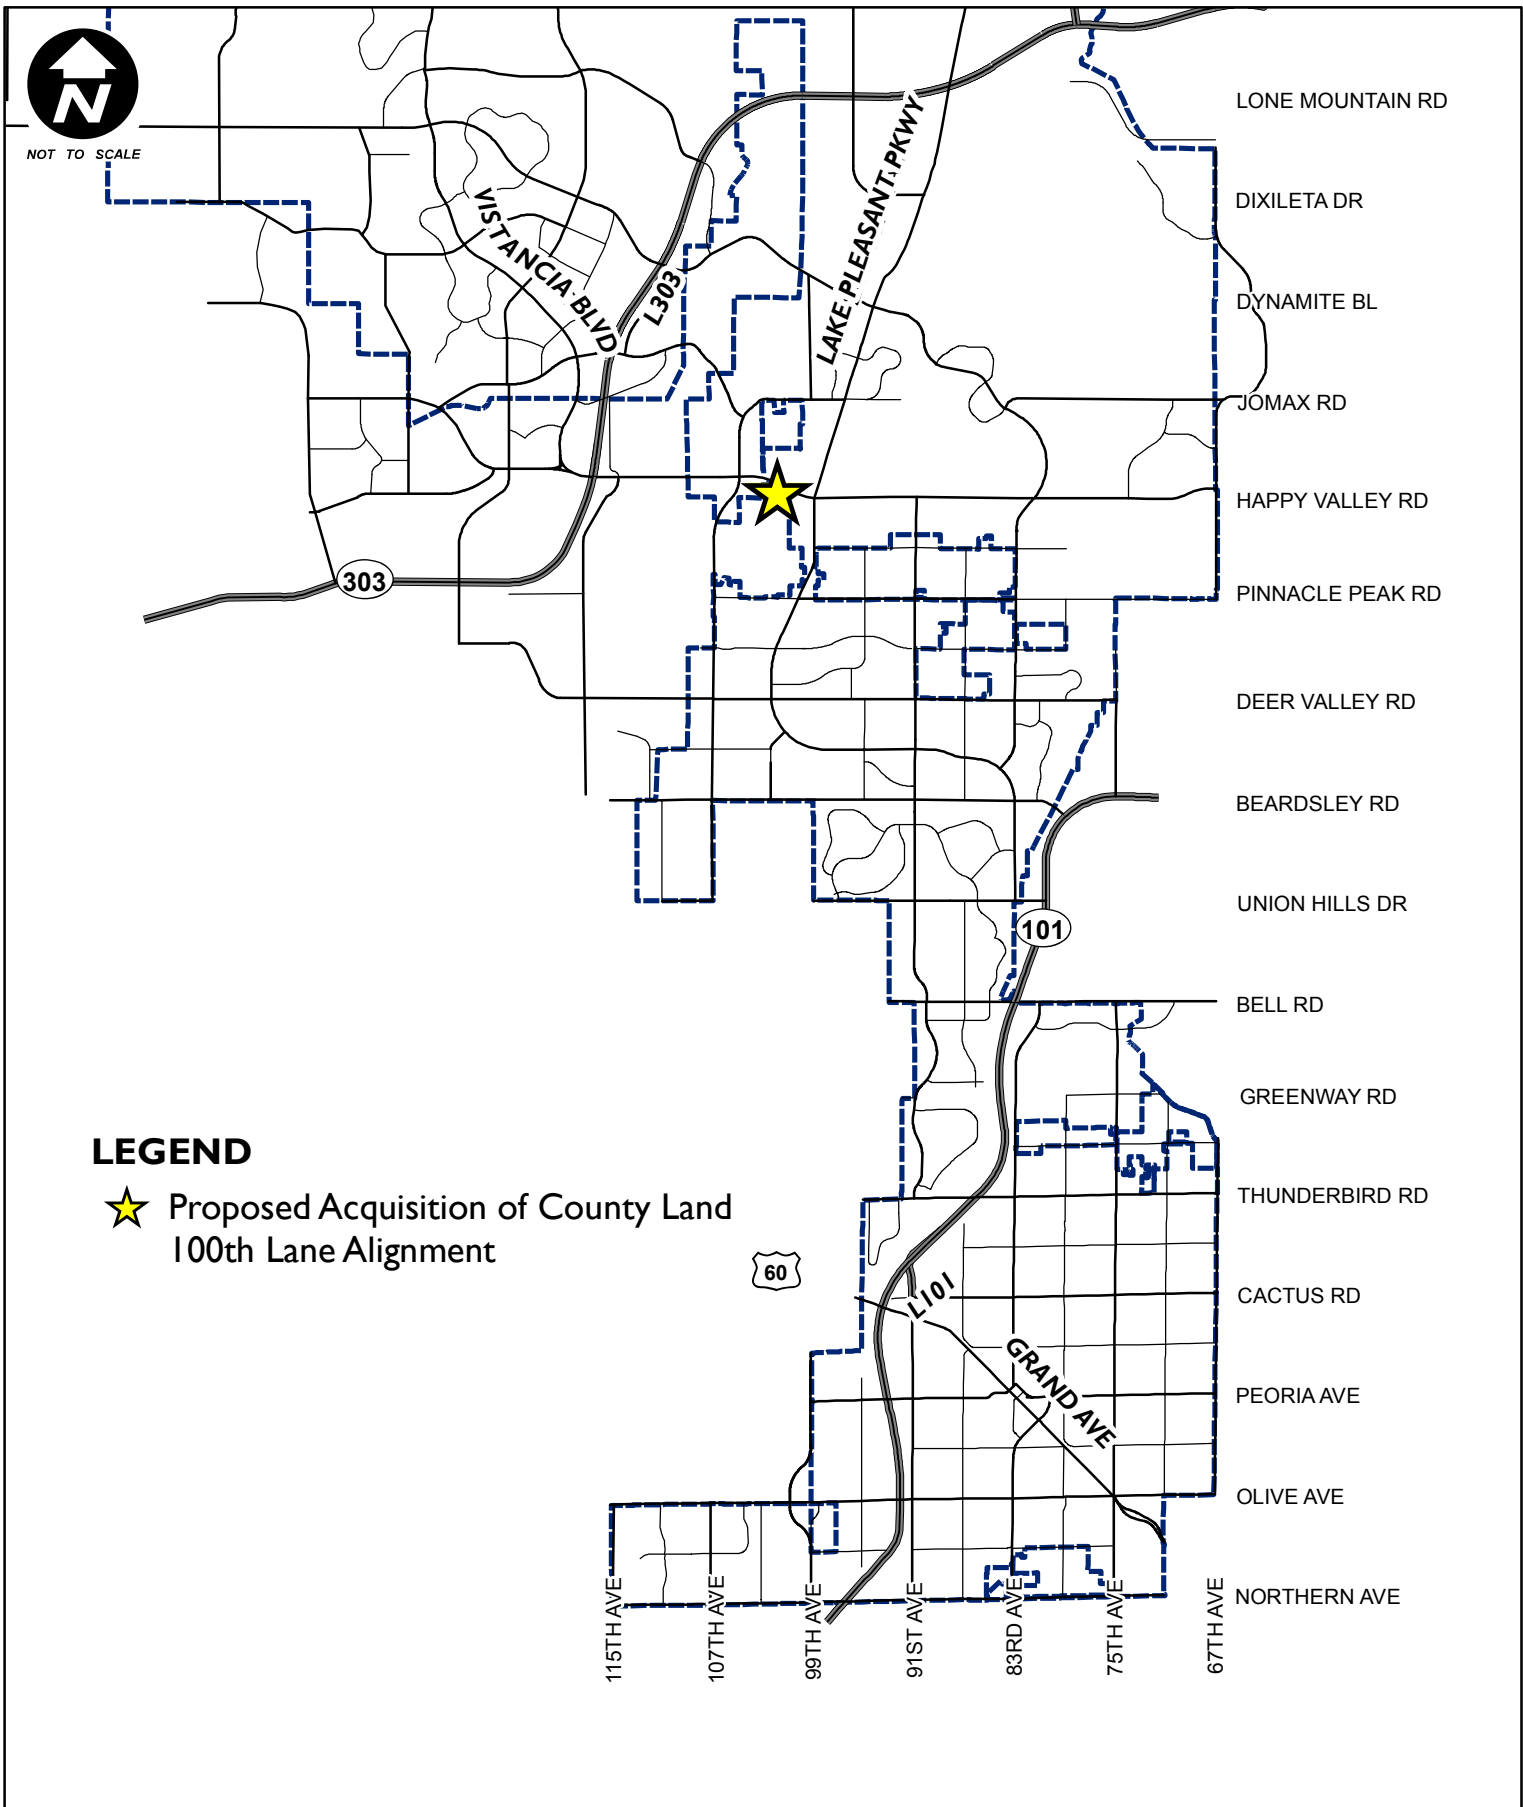 N
NOT TO SCALE
LONE MOUNTAIN RD
DIXILETA DR
DYNAMITE BL
JOMAX RD
HAPPY VALLEY RD
PINNACLE PEAK RD
DEER VALLEY RD
BEARDSLEY RD
UNION HILLS DR
BELL RD
GREENWAY RD
THUNDERBIRD RD
CACTUS RD
PEORIA AVE
OLIVE AVE
NORTHERN AVE
VISTANCIA BLVD
L303
LAKE PLEASANT PKWY
303
101
LEGEND
Proposed Acquisition of County Land
100th Lane Alignment
60
L101
GRAND AVE
115TH AVE
107TH AVE
99TH AVE
91ST AVE
83RD AVE
75TH AVE
67TH AVE